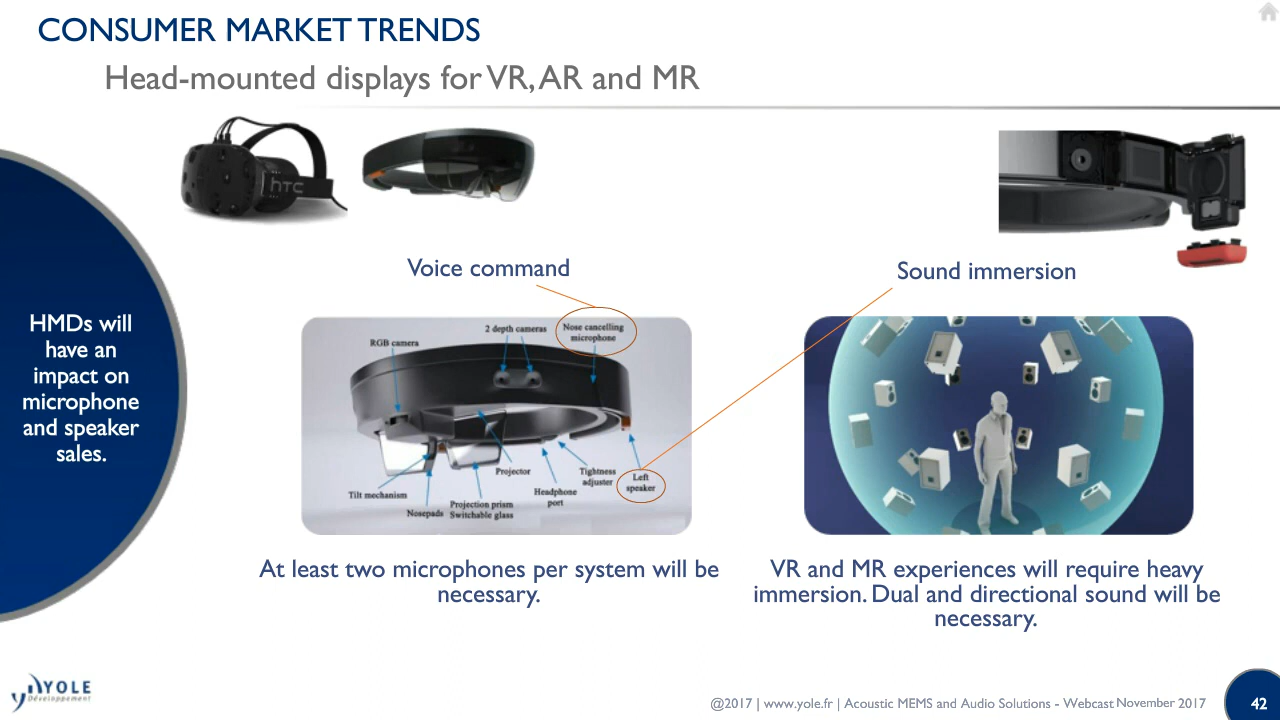 CONSUMER MARKET TRENDS
Head-mounted displays for VR, AR and MR
hTC
HMDs will
have an
impact on
microphone
and speaker
sales.
Voice command
Sound immersion
2 depth cameras
Nose cancelling
microphone
RGB camera
Projector
Tightness
adjuster
Left
speaker
Tilt mechanism
Headphone
port
Nosepads
Projection prism
Switchable glass
At least two microphones per system will be
necessary.
VR and MR experiences will require heavy
immersion. Dual and directional sound will be
necessary.
YOLE
Développement
@2017 | www.yole.fr | Acoustic MEMS and Audio Solutions - Webcast November 2017
42